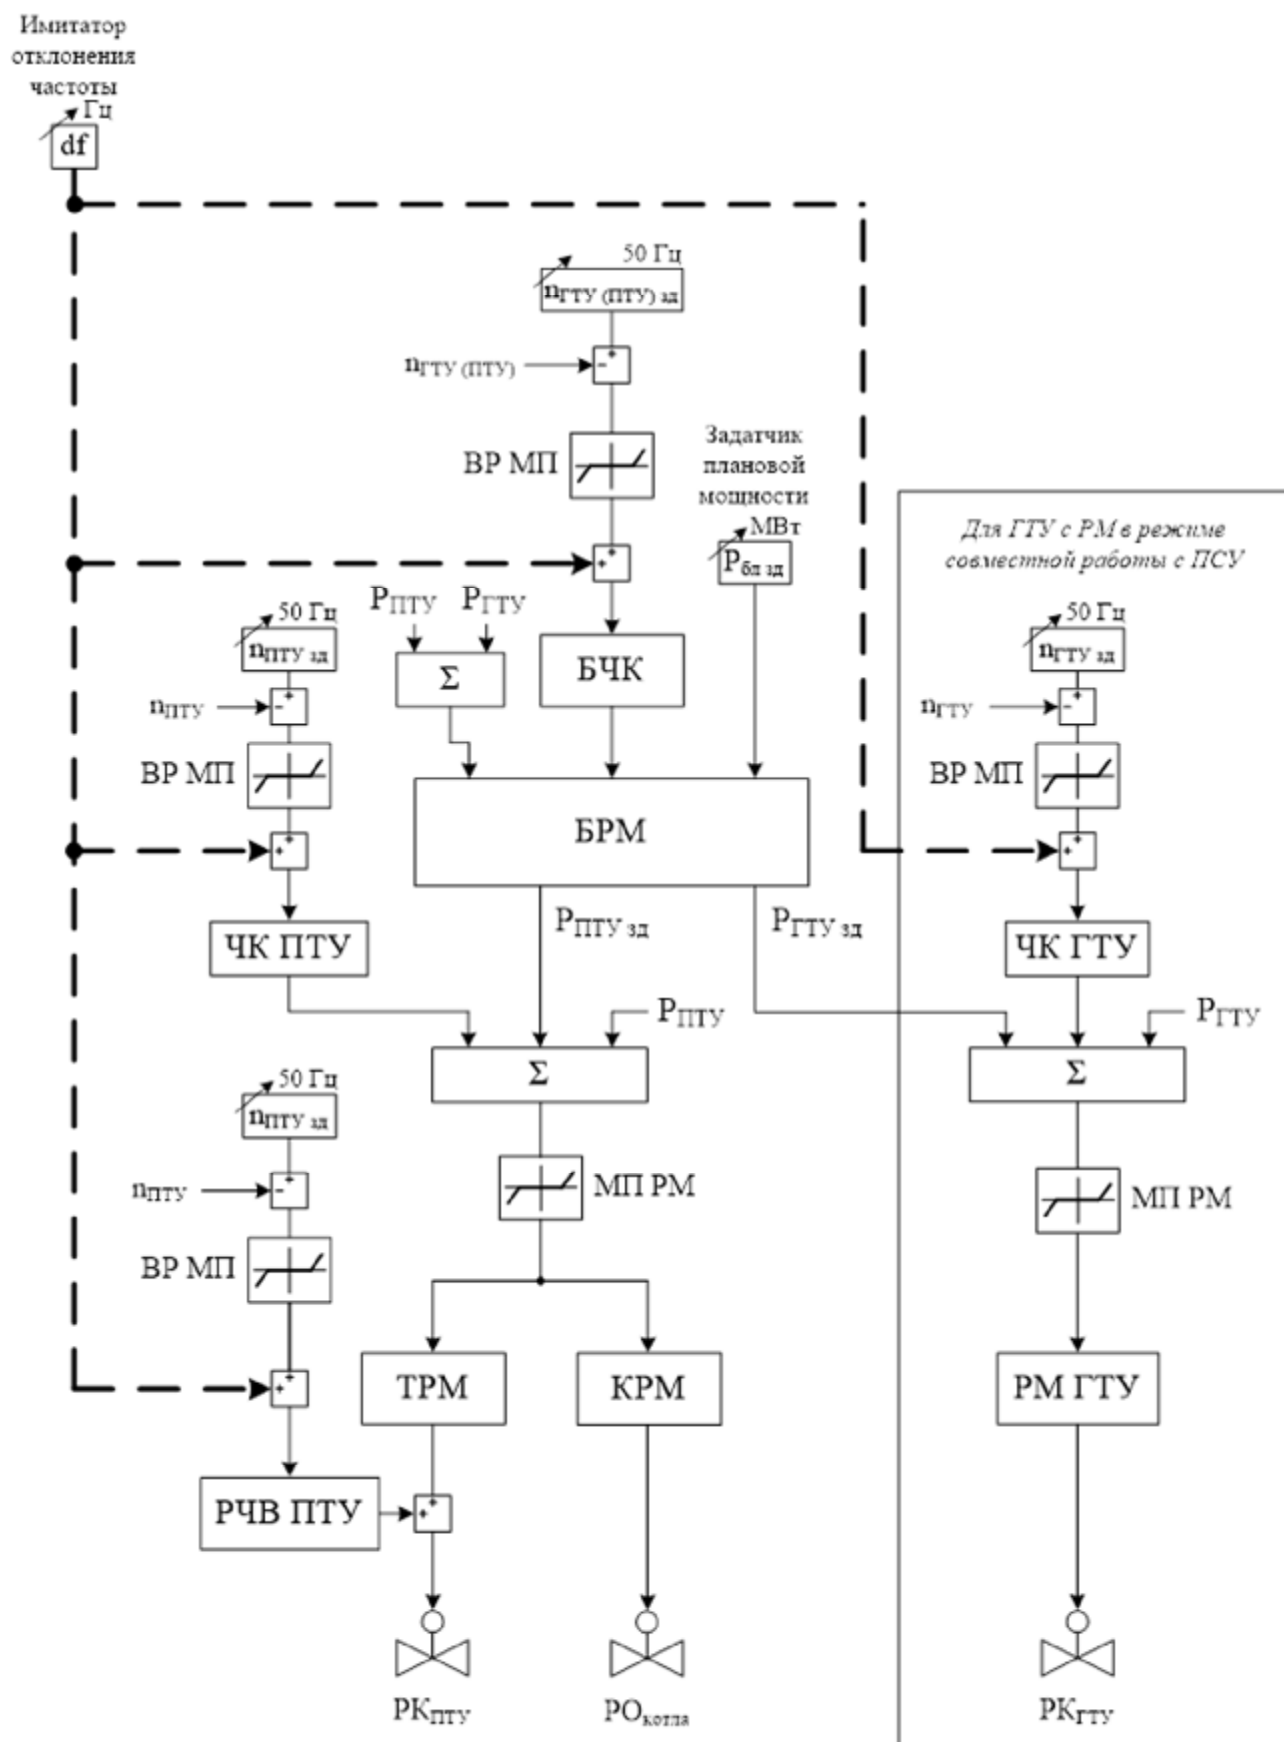 Имитатор
отклонения
частоты
Гц
df
50 Гц
nГТУ (ПТУ) зд
nГТУ (ПТУ)
ВР МП
Задатчик
плановой
мощности
МВт
Pбл зд
Для ГТУ с РМ в режиме
совместной работы с ПСУ
PПТУ
PГТУ
Σ
БЧК
50 Гц
nПТУ зд
nПТУ
ВР МП
50 Гц
nГТУ зд
nГТУ
ВР МП
БРМ
PПТУ зд
PГТУ зд
ЧК ПТУ
ЧК ГТУ
PПТУ
PГТУ
Σ
Σ
50 Гц
nПТУ зд
nПТУ
ВР МП
МП РМ
МП РМ
ТРМ
КРМ
РМ ГТУ
РЧВ ПТУ
РКПТУ
РОкотла
РКГТУ